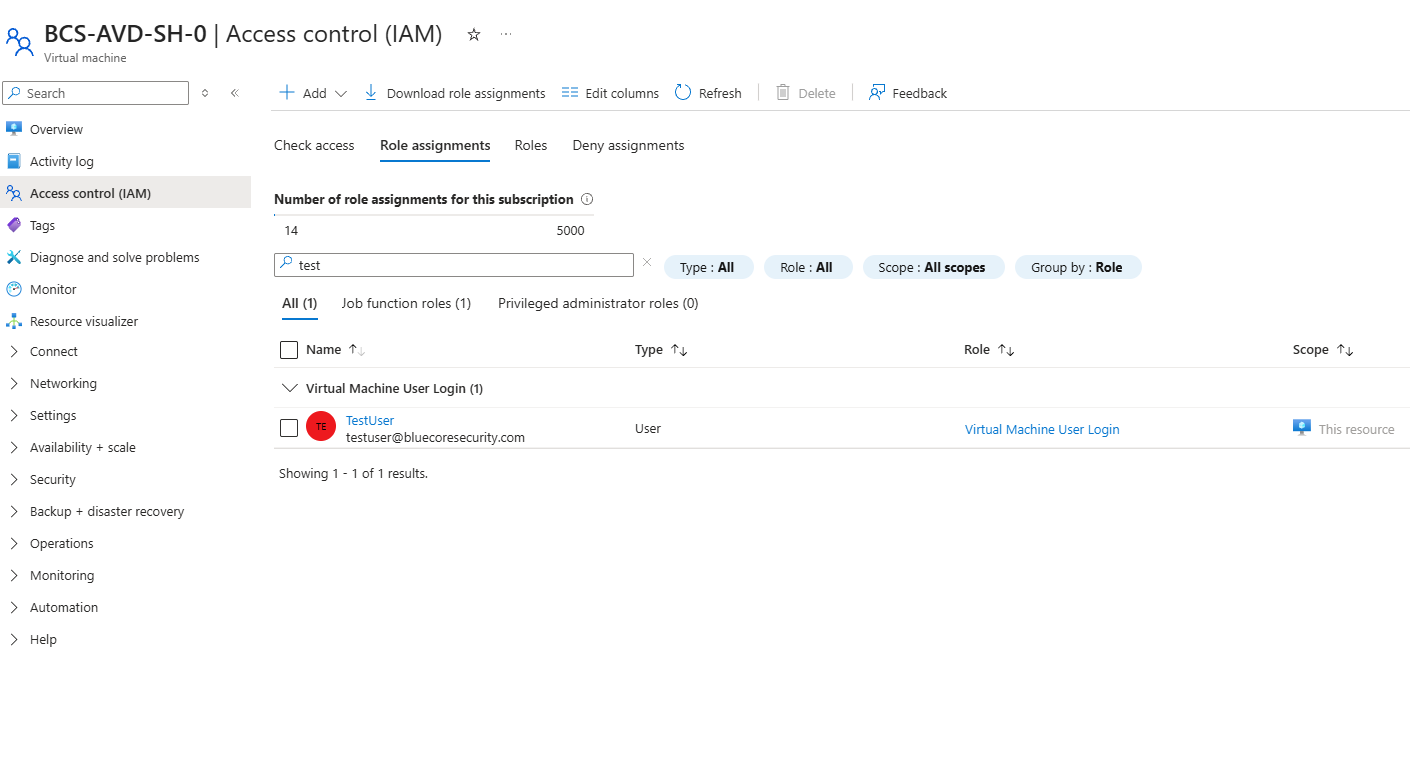 BCS-AVD-SH-0 | Access control (IAM)
Virtual machine
Search
Add
Download role assignments
Edit columns
Refresh
Delete
Feedback
Overview
Activity log
Access control (IAM)
Tags
Diagnose and solve problems
Monitor
Resource visualizer
Connect
Networking
Settings
Availability + scale
Security
Backup + disaster recovery
Operations
Monitoring
Automation
Help
Check access Role assignments Roles Deny assignments
Number of role assignments for this subscription
14 5000
test
Type : All
Role : All
Scope : All scopes
Group by : Role
All (1) Job function roles (1) Privileged administrator roles (0)
Name Type Role Scope
Virtual Machine User Login (1)
TE
TestUser
testuser@bluecoresecurity.com
User
Virtual Machine User Login
This resource
Showing 1 - 1 of 1 results.